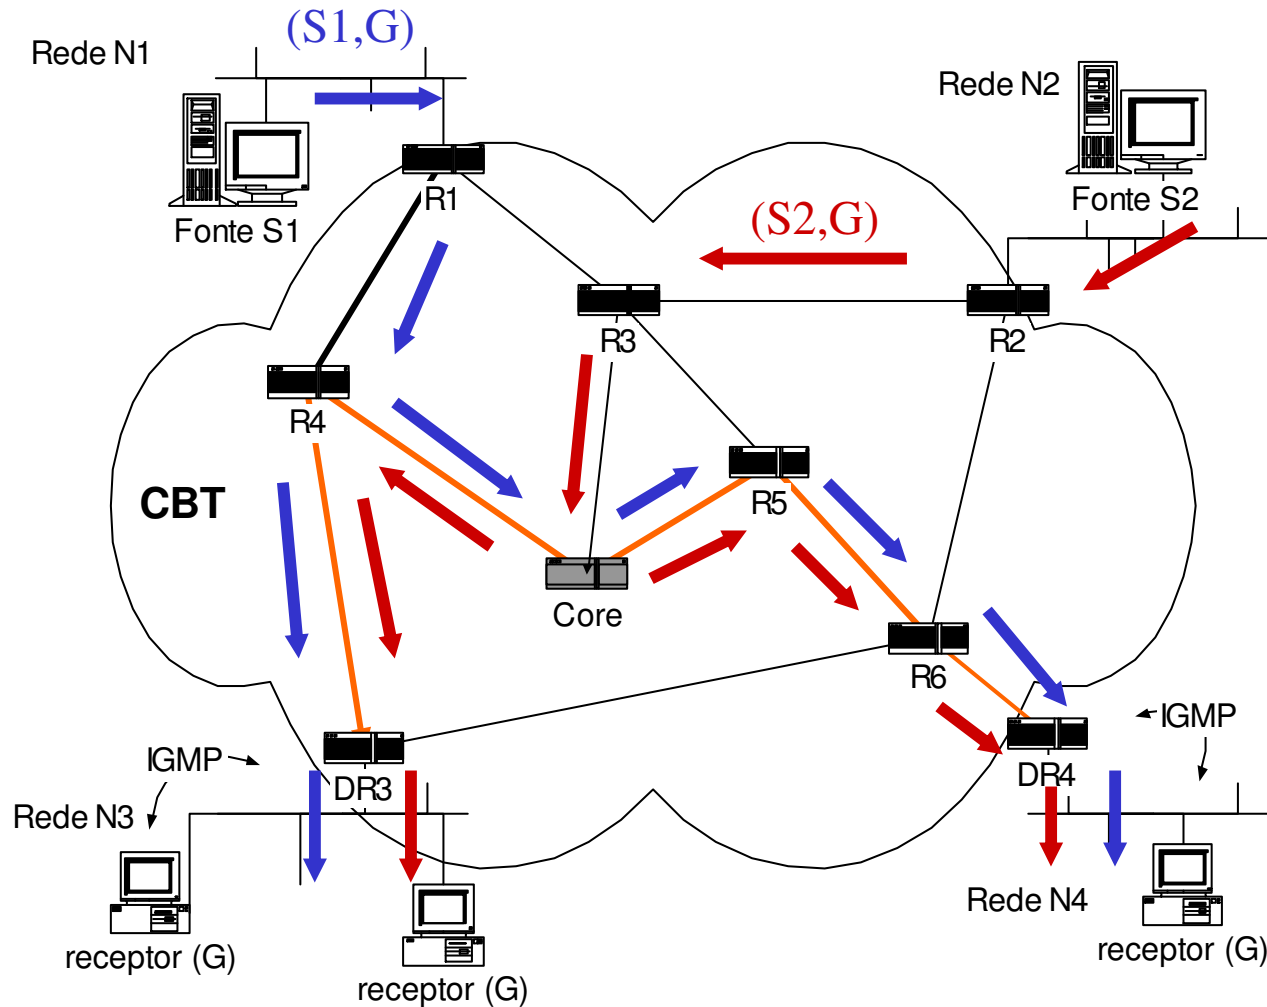 (S1,G)
Rede N1
Rede N2
R1
Fonte S1
Fonte S2
(S2,G)
R3
R2
R4
CBT
R5
Core
R6
IGMP
IGMP
DR3
DR4
Rede N3
Rede N4
receptor (G)
receptor (G)
receptor (G)